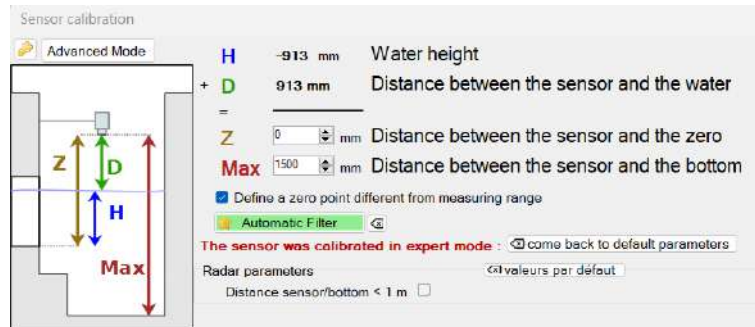 Sensor calibration
Advanced Mode
H -913 mm Water height
+ D 913 mm Distance between the sensor and the water
=
Z 0 mm Distance between the sensor and the zero
Max 1500 mm Distance between the sensor and the bottom
Define a zero point different from measuring range
Automatic Filter
The sensor was calibrated in expert mode : come back to default parameters
Radar parameters valeurs par défaut
Distance sensor/bottom < 1 m
Z
D
H
Max